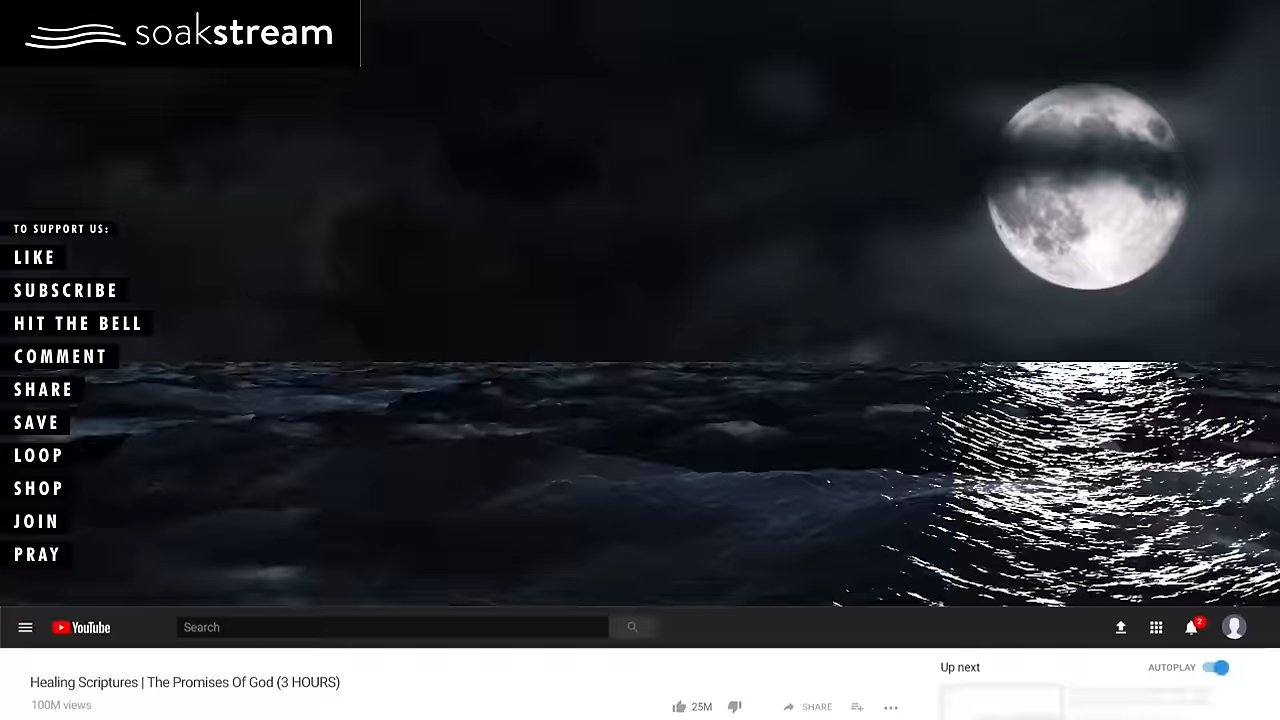 soakstream
TO SUPPORT US:
LIKE
SUBSCRIBE
HIT THE BELL
COMMENT
SHARE
SAVE
LOOP
SHOP
JOIN
PRAY
YouTube
Search
2
Healing Scriptures | The Promises Of God (3 HOURS)
100M views
25M
SHARE
Up next
AUTOPLAY